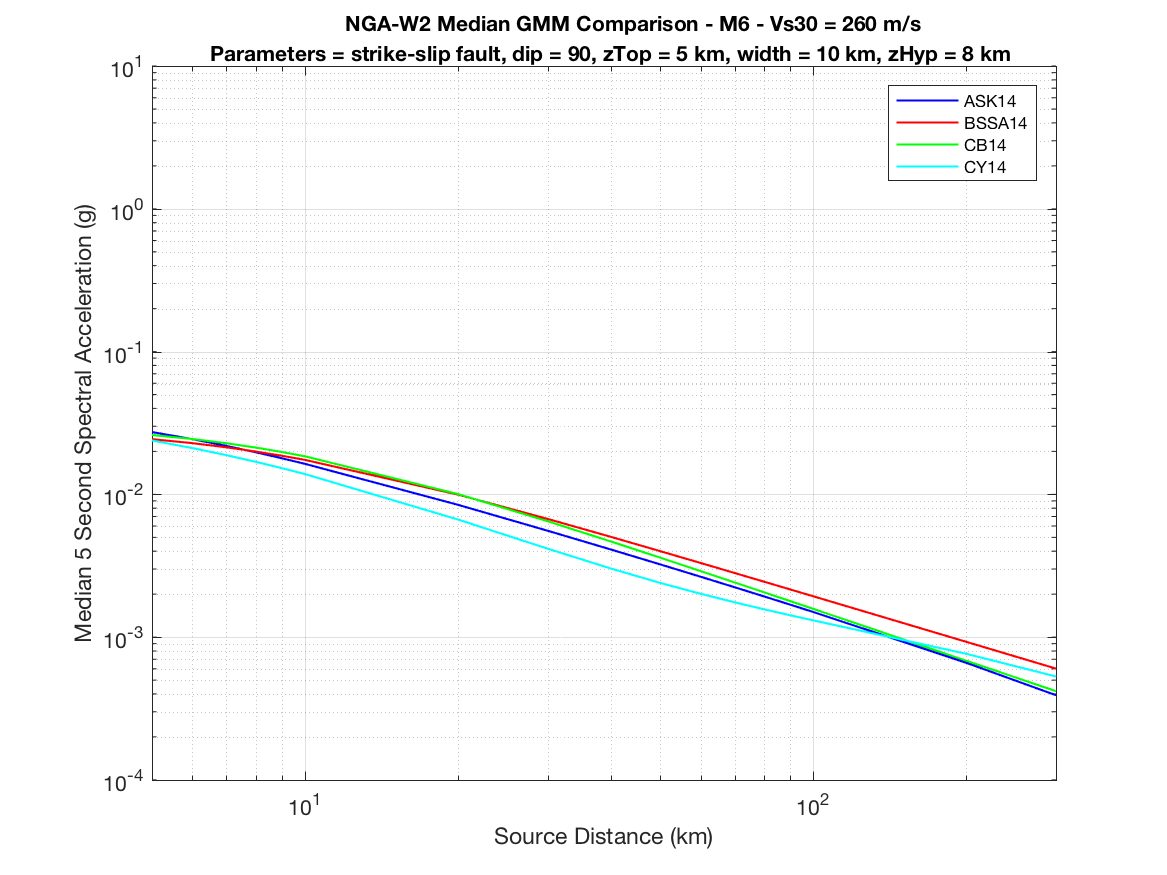 NGA-W2 Median GMM Comparison - M6 - Vs30 = 260 m/s
Parameters = strike-slip fault, dip = 90, zTop = 5 km, width = 10 km, zHyp = 8 km
10^1
ASK14
BSSA14
CB14
CY14
10^0
10^-1
10^-2
10^-3
10^-4
Median 5 Second Spectral Acceleration (g)
10^1
10^2
Source Distance (km)